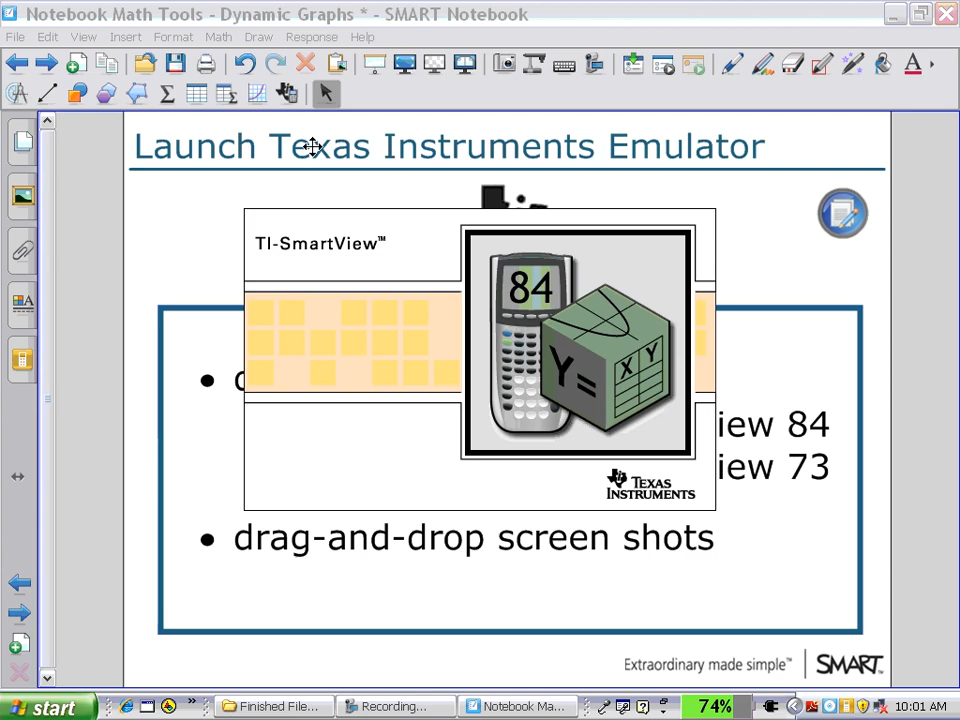 Notebook Math Tools - Dynamic Graphs * - SMART Notebook
File Edit View Insert Format Math Draw Response Help
Launch Texas Instruments Emulator
TI-SmartView™
84
Y=
X Y
TEXAS
INSTRUMENTS
iew 84
iew 73
• drag-and-drop screen shots
Extraordinary made simple™ SMART
start Finished File... Recording... Notebook Ma... 74% 10:01 AM